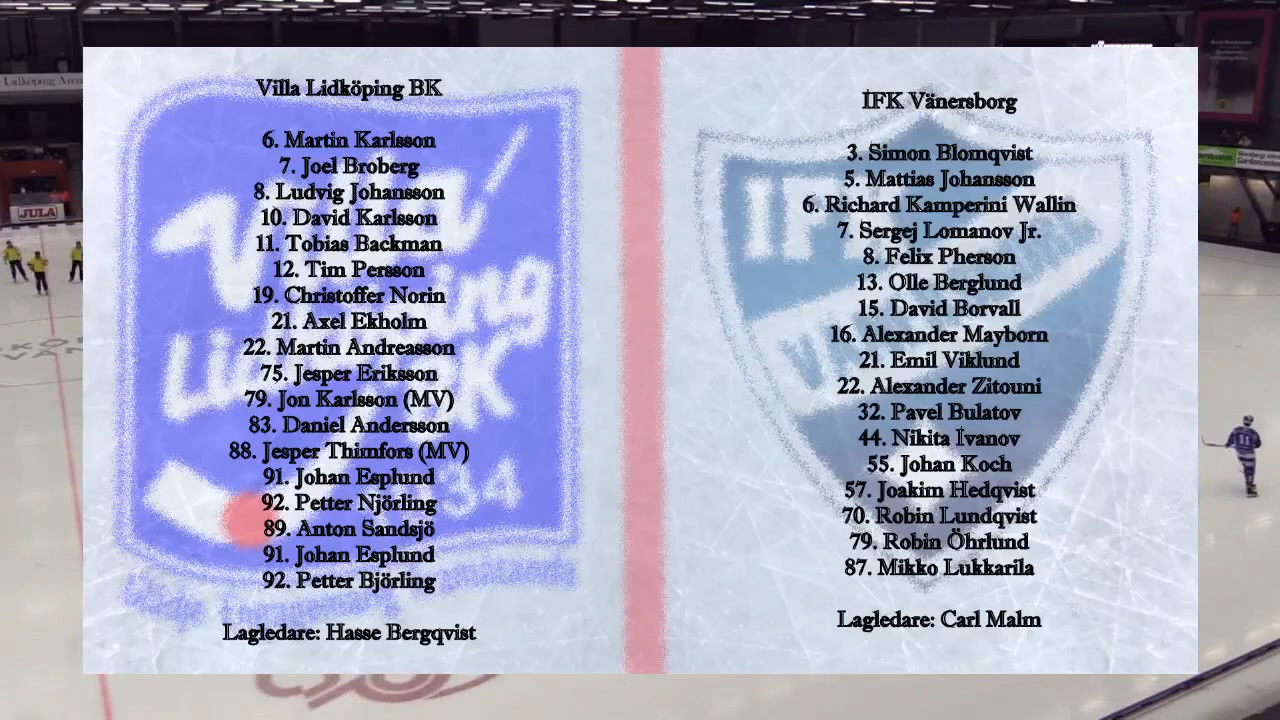 Villa Lidköping BK
6. Martin Karlsson
7. Joel Broberg
8. Ludvig Johansson
10. David Karlsson
11. Tobias Backman
12. Tim Persson
19. Christoffer Norin
21. Axel Ekholm
22. Martin Andreasson
75. Jesper Eriksson
79. Jon Karlsson (MV)
83. Daniel Andersson
88. Jesper Thimfors (MV)
91. Johan Esplund
92. Petter Njörling
89. Anton Sandsjö
91. Johan Esplund
92. Petter Björling
Lagledare: Hasse Bergqvist
IFK Vänersborg
3. Simon Blomqvist
5. Mattias Johansson
6. Richard Kamperini Wallin
7. Sergej Lomanov Jr.
8. Felix Pherson
13. Olle Berglund
15. David Borvall
16. Alexander Mayborn
21. Emil Viklund
22. Alexander Zitouni
32. Pavel Bulatov
44. Nikita Ivanov
55. Johan Koch
57. Joakim Hedqvist
70. Robin Lundqvist
79. Robin Öhrlund
87. Mikko Lukkarila
Lagledare: Carl Malm
Lidköping Arena
JULA
11